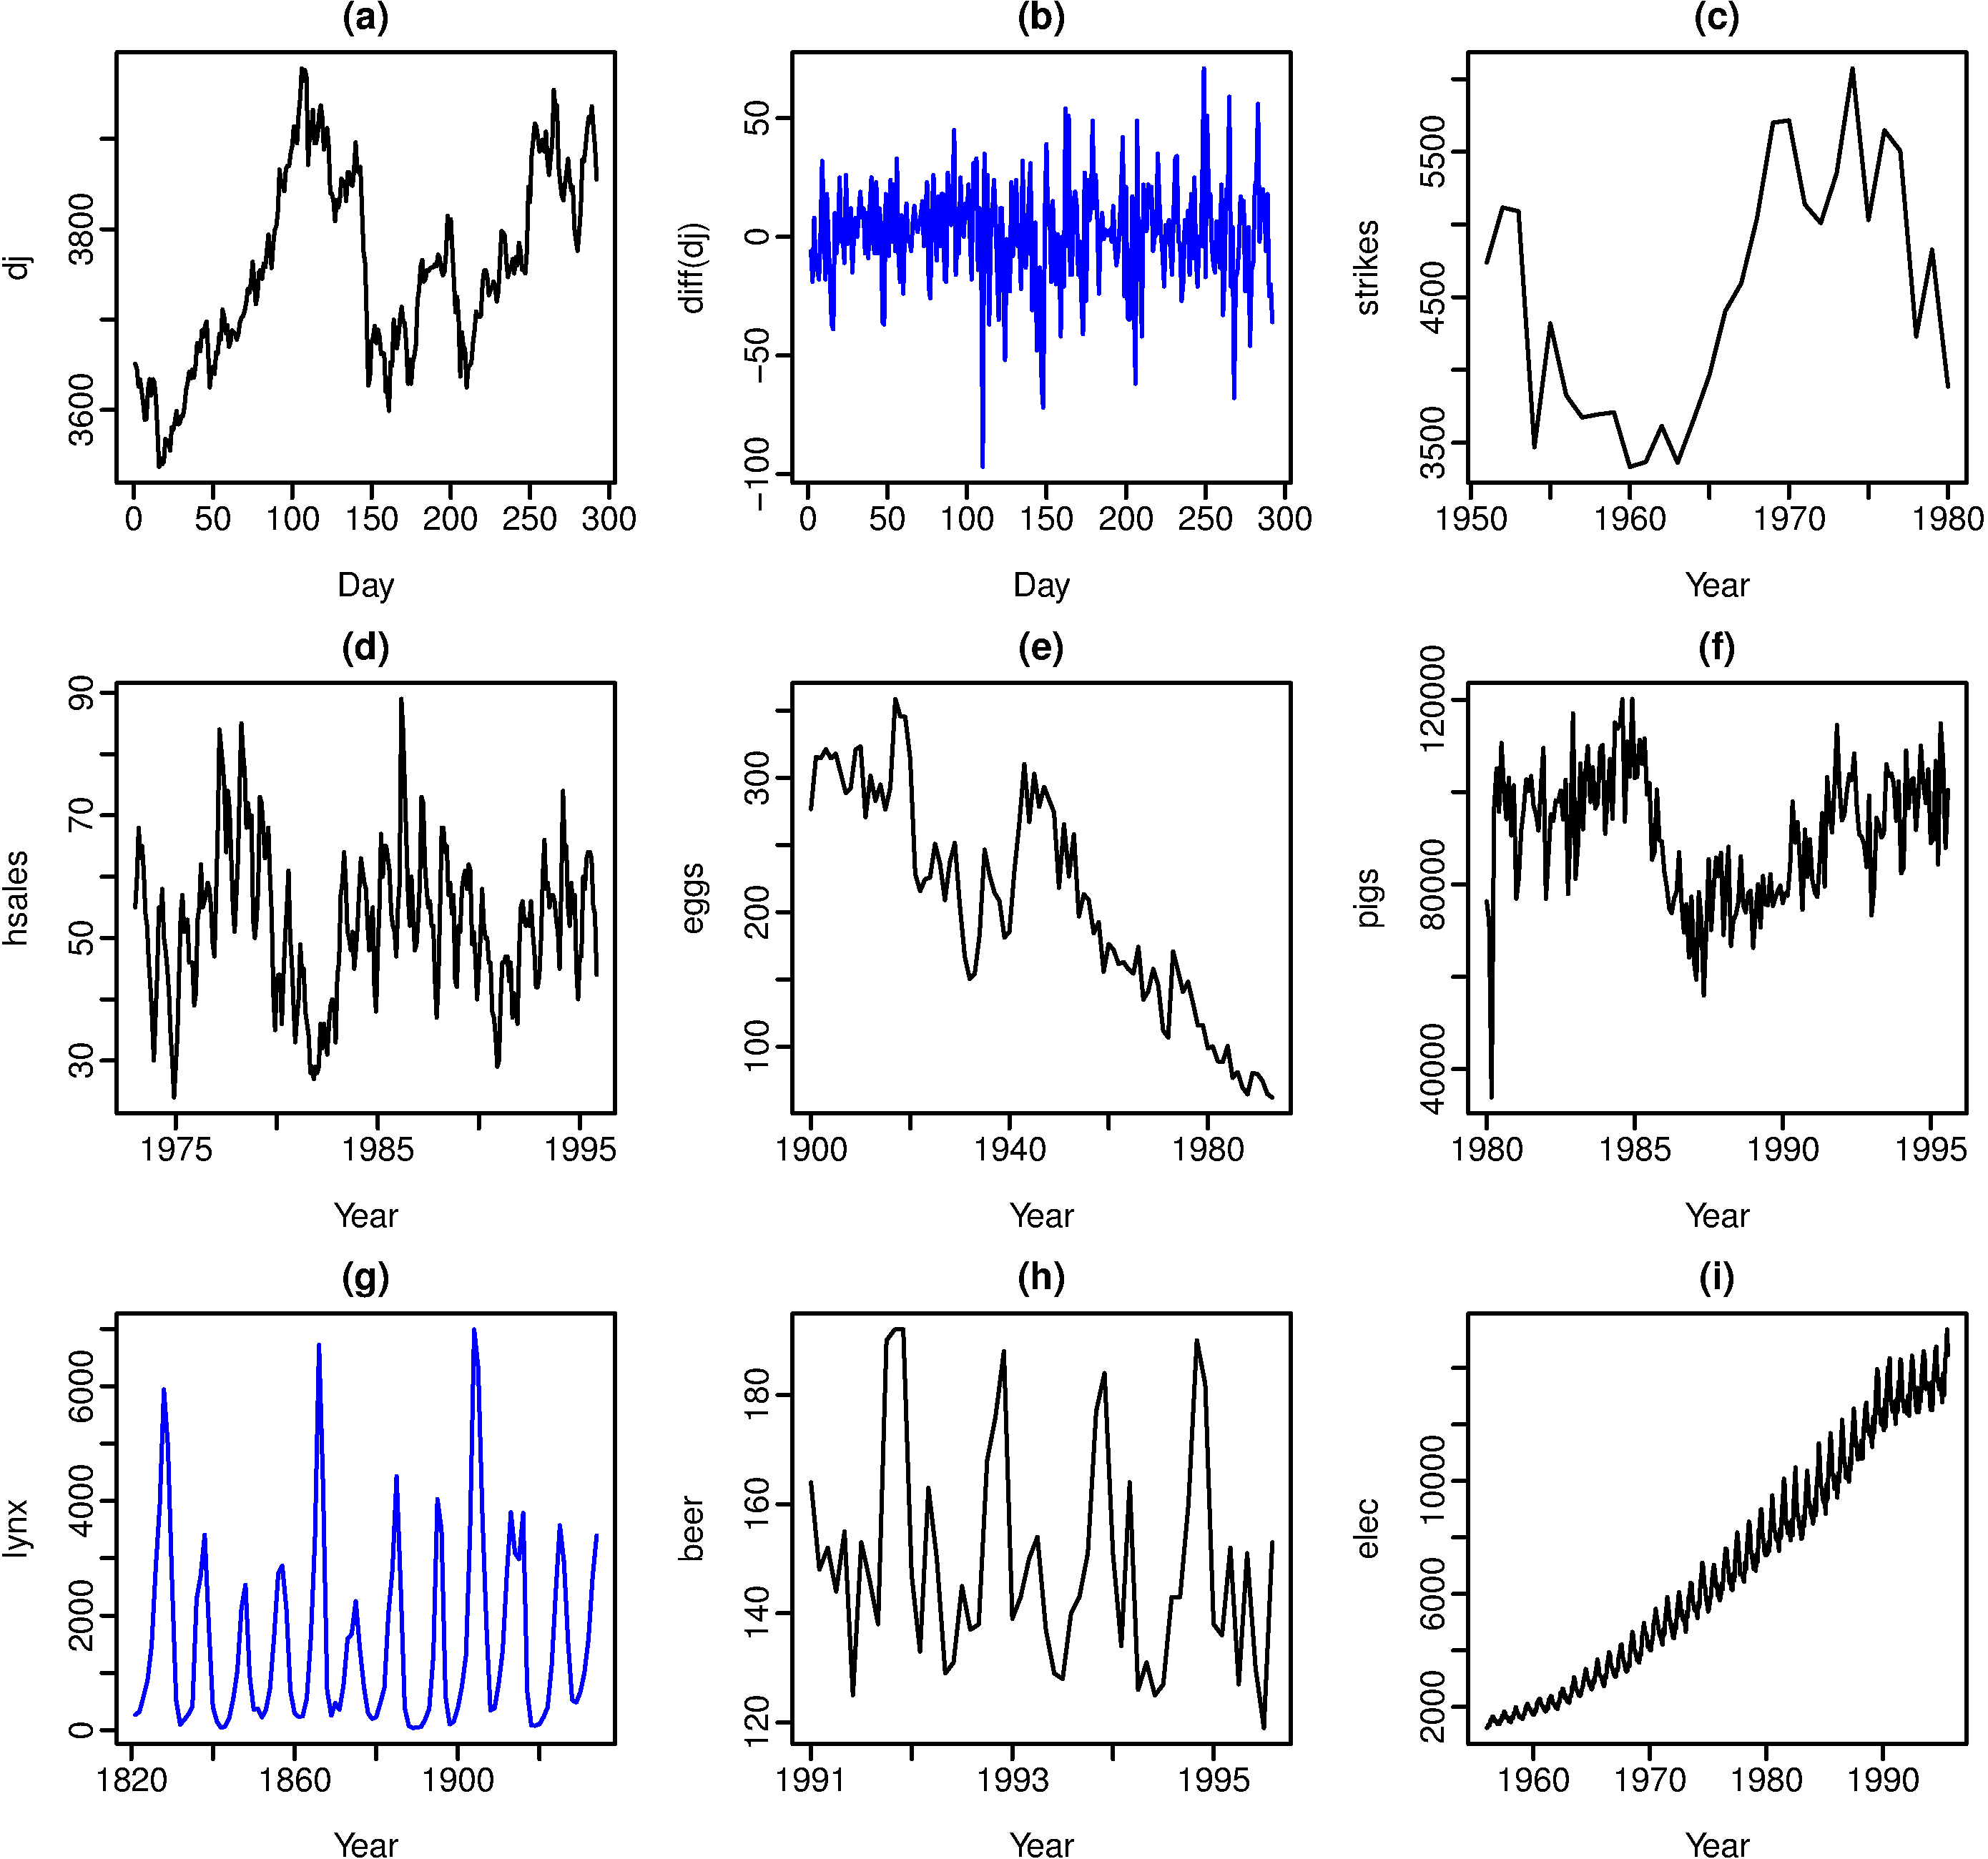 (a)
dj
3600 3800
0 50 100 150 200 250 300
Day
(b)
diff(dj)
−100 −50 0 50
0 50 100 150 200 250 300
Day
(c)
strikes
3500 4500 5500
1950 1960 1970 1980
Year
(d)
hsales
30 50 70 90
1975 1985 1995
Year
(e)
eggs
100 200 300
1900 1940 1980
Year
(f)
pigs
40000 80000 120000
1980 1985 1990 1995
Year
(g)
lynx
0 2000 4000 6000
1820 1860 1900
Year
(h)
beer
120 140 160 180
1991 1993 1995
Year
(i)
elec
2000 6000 10000
1960 1970 1980 1990
Year